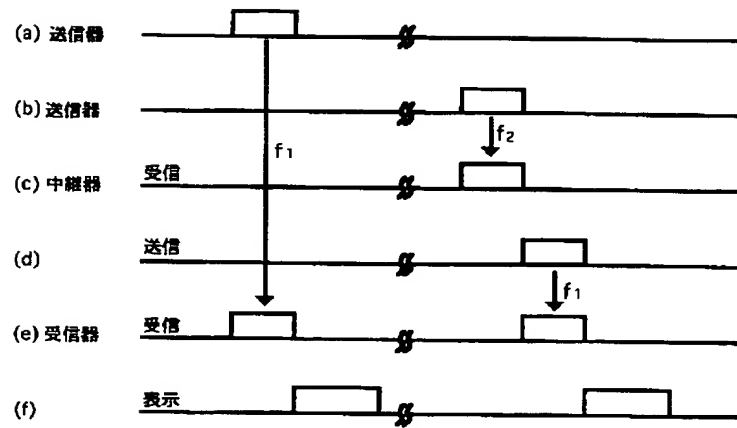 (a) 送信器
(b) 送信器
f2
f1
(c) 中継器 受信
(d) 送信
f1
(e) 受信器 受信
(f) 表示